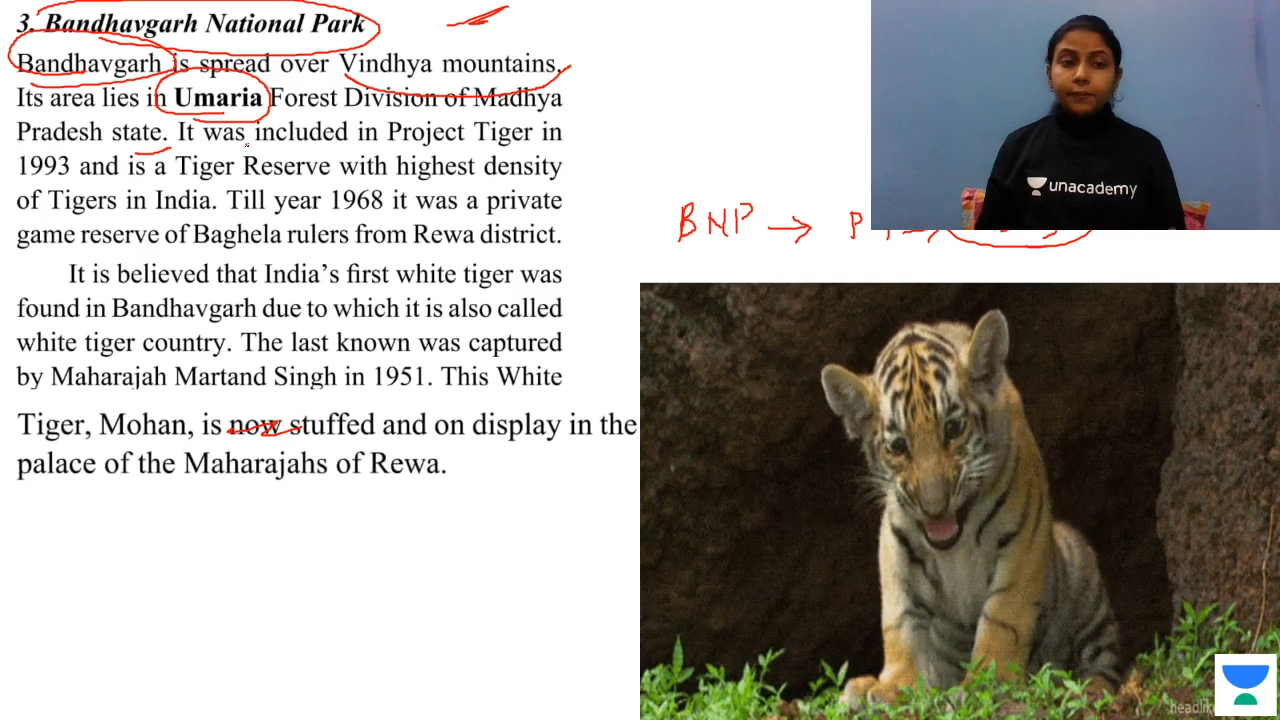 3. Bandhavgarh National Park
Bandhavgarh is spread over Vindhya mountains.
Its area lies in Umaria Forest Division of Madhya
Pradesh state. It was included in Project Tiger in
1993 and is a Tiger Reserve with highest density
of Tigers in India. Till year 1968 it was a private
game reserve of Baghela rulers from Rewa district.
It is believed that India's first white tiger was
found in Bandhavgarh due to which it is also called
white tiger country. The last known was captured
by Maharajah Martand Singh in 1951. This White
Tiger, Mohan, is now stuffed and on display in the
palace of the Maharajahs of Rewa.
unacademy
BNP → P